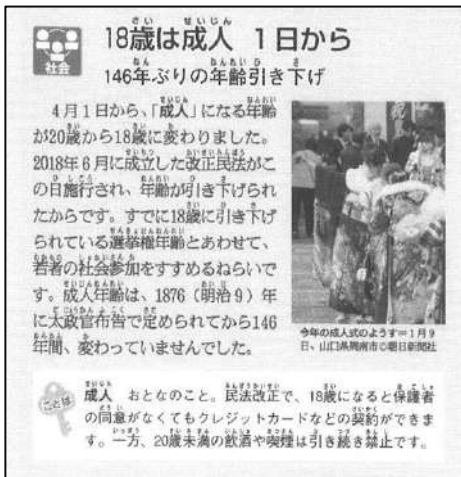 社会
18歳は成人 1日から
146年ぶりの年齢引き下げ
4月1日から、「成人」になる年齢
が20歳から18歳に変わりました。
2018年6月に成立した改正民法がこ
の日施行され、年齢が引き下げられ
たからです。すでに18歳に引き下げ
られている選挙権年齢とあわせて、
若者の社会参加をすすめるねらいで
す。成人年齢は、1876(明治9)年
に太政官布告で定められてから146
年間、変わっていませんでした。
今年の成人式のようす=1月9
日、山口県周南市©朝日新聞社
ことば
成人 おとなのこと。民法改正で、18歳になると保護者
の同意がなくてもクレジットカードなどの契約ができま
す。一方、20歳未満の飲酒や喫煙は引き続き禁止です。